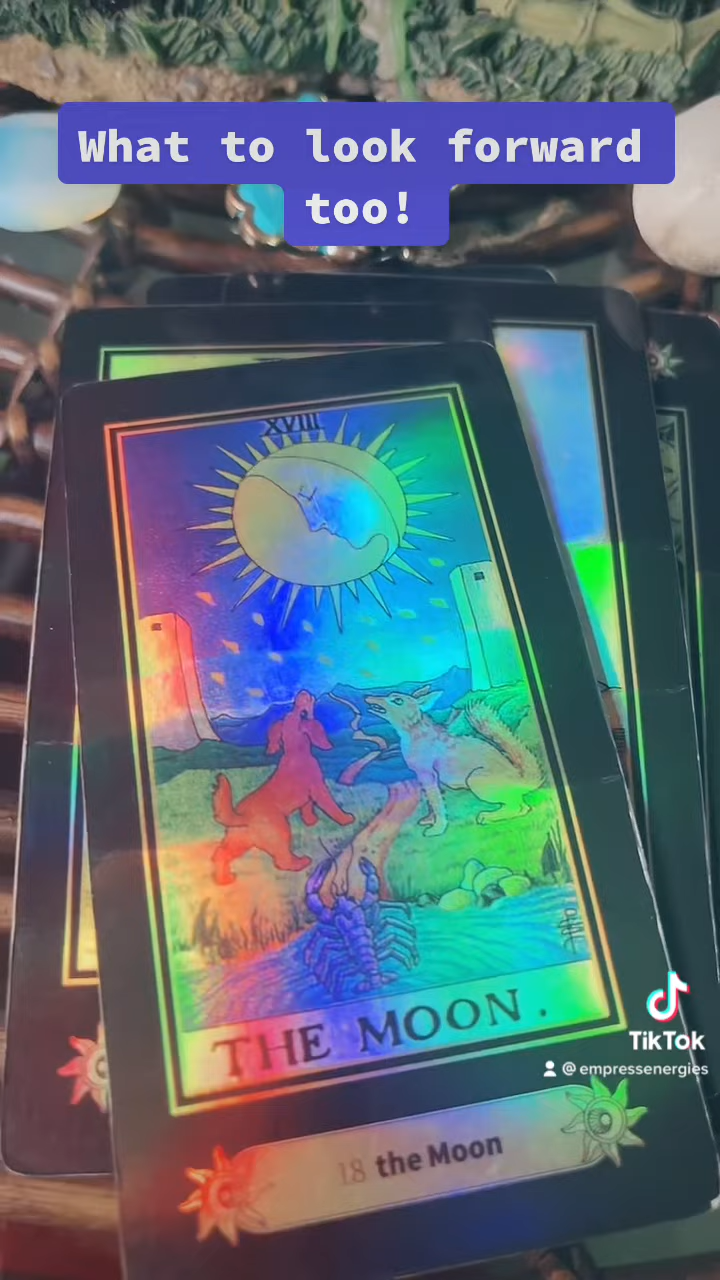 What to look forward
too!
XVIII
THE MOON.
18 the Moon
TikTok
@empressenergies